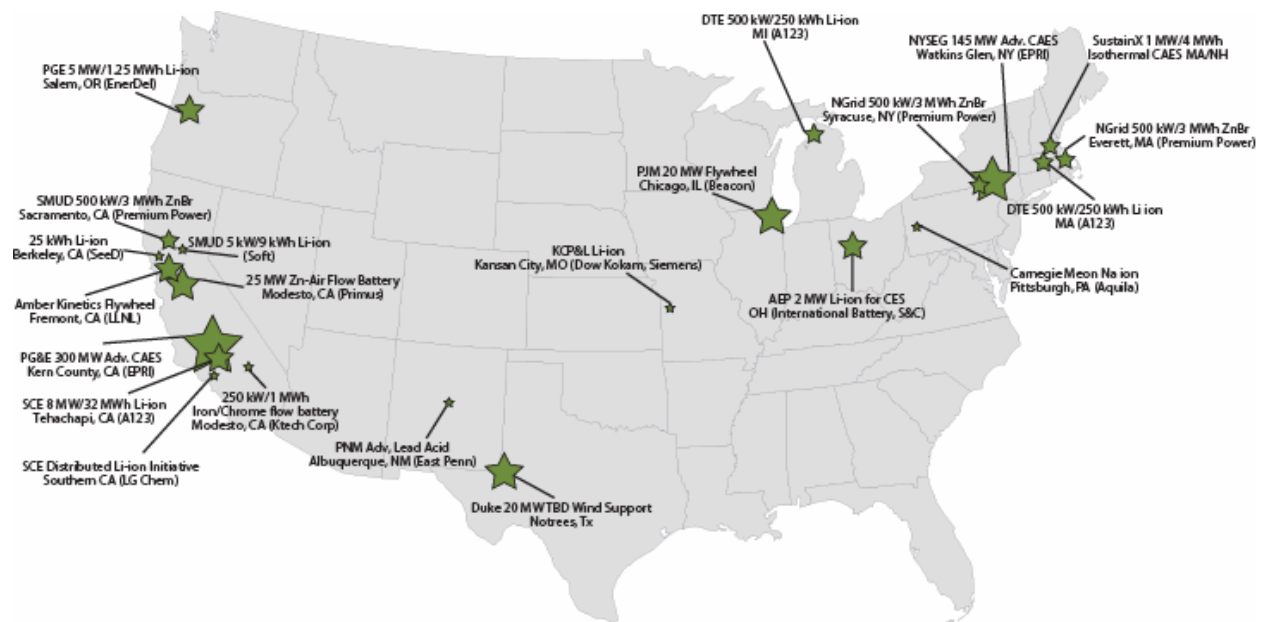 DTE 500 kW/250 kWh Li-ion
MI (A123)
NYSEG 145 MW Adv. CAES
Watkins Glen, NY (EPRI)
SustainX 1 MW/4 MWh
Isothermal CAES MA/NH
PGE 5 MW/1.25 MWh Li-ion
Salem, OR (EnerDel)
NGrid 500 kW/3 MWh ZnBr
Syracuse, NY (Premium Power)
NGrid 500 kW/3 MWh ZnBr
Everett, MA (Premium Power)
PJM 20 MW Flywheel
Chicago, IL (Beacon)
SMUD 500 kW/3 MWh ZnBr
Sacramento, CA (Premium Power)
DTE 500 kW/250 kWh Li ion
MA (A123)
25 kWh Li-ion
Berkeley, CA (SeeD)
SMUD 5 kW/9 kWh Li-ion
(Soft)
KCP&L Li-ion
Kansas City, MO (Dow Kokam, Siemens)
25 MW Zn-Air Flow Battery
Modesto, CA (Primus)
Carnegie Meon Na ion
Pittsburgh, PA (Aquila)
Amber Kinetics Flywheel
Fremont, CA (LLNL)
AEP 2 MW Li-ion for CES
OH (International Battery, S&C)
PG&E 300 MW Adv. CAES
Kern County, CA (EPRI)
SCE 8 MW/32 MWh Li-ion
Tehachapi, CA (A123)
250 kW/1 MWh
Iron/Chrome flow battery
Modesto, CA (Ktech Corp)
SCE Distributed Li-ion Initiative
Southern CA (LG Chem)
PNM Adv, Lead Acid
Albuquerque, NM (East Penn)
Duke 20 MW TBD Wind Support
Notrees, Tx